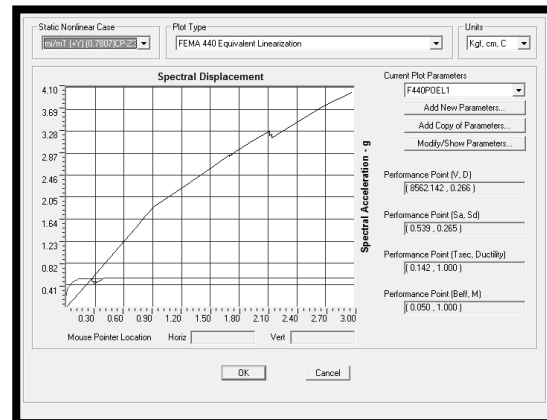 Static Nonlinear Case
Plot Type
Units
mi/mT (+Y) (0.7807)CP;Z≤
FEMA 440 Equivalent Linearization
Kgf, cm, C
Spectral Displacement
Current Plot Parameters
F440POEL1
Add New Parameters...
Add Copy of Parameters...
Modify/Show Parameters...
4.10
3.69
3.28
2.87
2.46
2.05
1.64
1.23
0.82
0.41
Spectral Acceleration - g
Performance Point (V, D)
( 8562.142 , 0.266 )
Performance Point (Sa, Sd)
( 0.539 , 0.265 )
Performance Point (Tsec, Ductility)
( 0.142 , 1.000 )
Performance Point (Beff, M)
( 0.050 , 1.000 )
0.30 0.60 0.90 1.20 1.50 1.80 2.10 2.40 2.70 3.00
Mouse Pointer Location Horiz Vert
OK Cancel